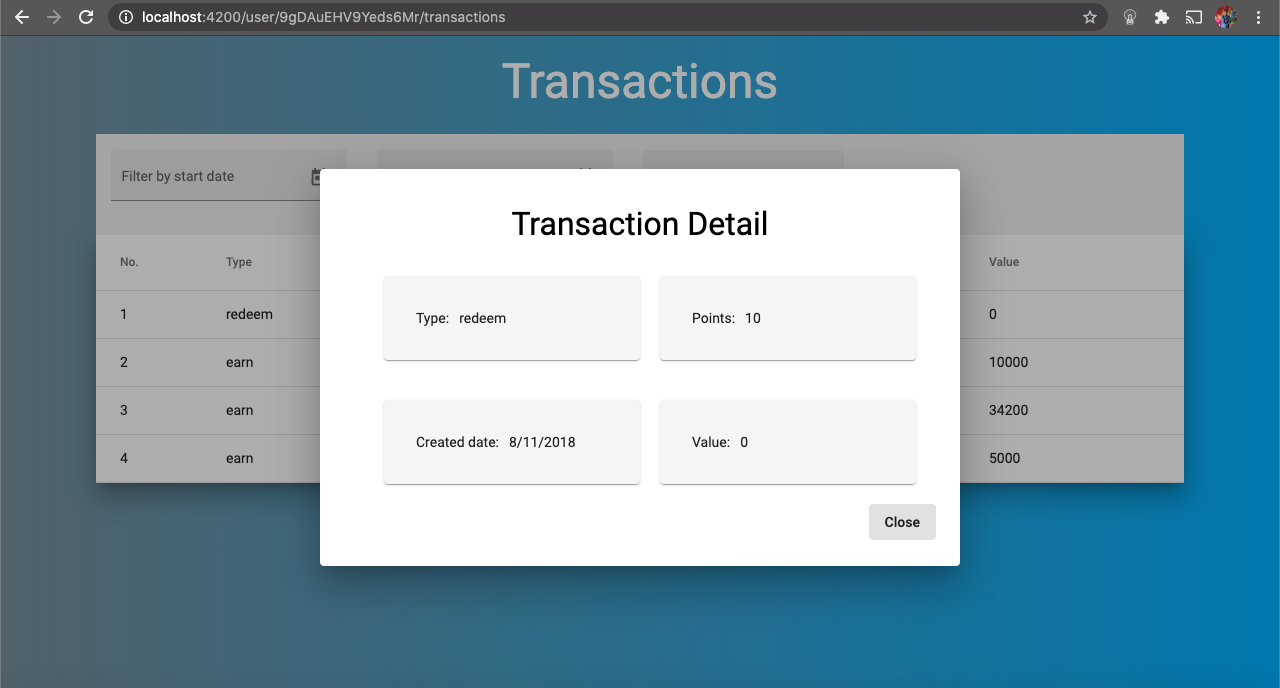 localhost:4200/user/9gDAuEHV9Yeds6Mr/transactions
Transactions
Filter by start date
No. Type Value
1 redeem 0
2 earn 10000
3 earn 34200
4 earn 5000
Transaction Detail
Type: redeem Points: 10
Created date: 8/11/2018 Value: 0
Close